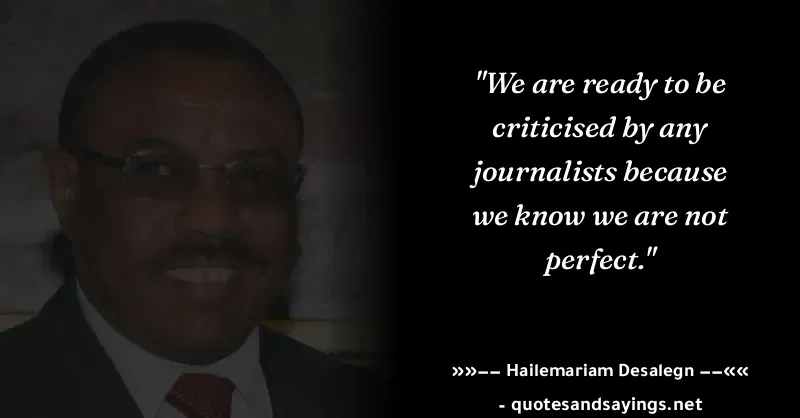 "We are ready to be
criticised by any
journalists because
we know we are not
perfect."
»»–– Hailemariam Desalegn ––««
- quotesandsayings.net